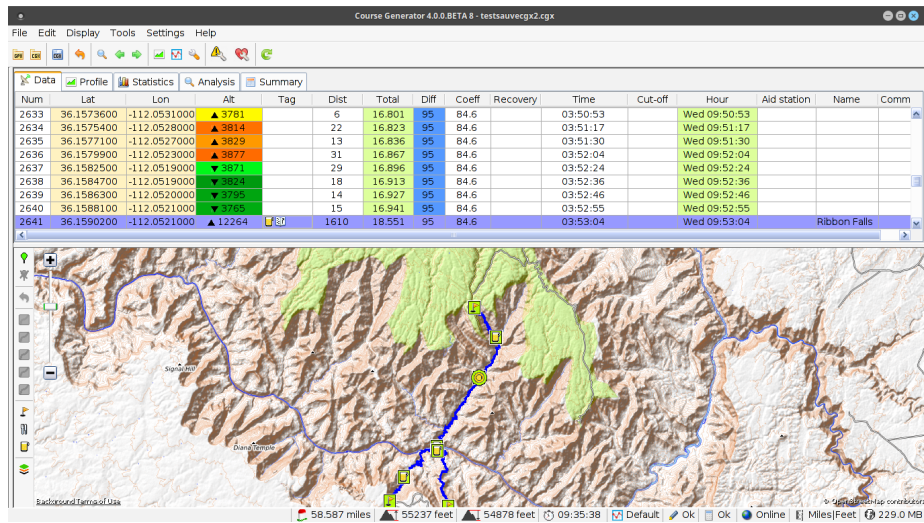 Course Generator 4.0.0.BETA 8 - testsauvecgx2.cgx
File Edit Display Tools Settings Help
GPX CGX CGX
Data Profile Statistics Analysis Summary
Num Lat Lon Alt Tag Dist Total Diff Coeff Recovery Time Cut-off Hour Aid station Name Comm
2633 36.1573600 -112.0531000 ▲ 3781 6 16.801 95 84.6 03:50:53 Wed 09:50:53
2634 36.1575400 -112.0528000 ▲ 3814 22 16.823 95 84.6 03:51:17 Wed 09:51:17
2635 36.1577100 -112.0527000 ▲ 3829 13 16.836 95 84.6 03:51:30 Wed 09:51:30
2636 36.1579900 -112.0523000 ▲ 3877 31 16.867 95 84.6 03:52:04 Wed 09:52:04
2637 36.1582500 -112.0519000 ▼ 3871 29 16.896 95 84.6 03:52:24 Wed 09:52:24
2638 36.1584700 -112.0519000 ▼ 3824 18 16.913 95 84.6 03:52:36 Wed 09:52:36
2639 36.1586300 -112.0520000 ▼ 3795 14 16.927 95 84.6 03:52:46 Wed 09:52:46
2640 36.1588100 -112.0521000 ▼ 3765 15 16.941 95 84.6 03:52:55 Wed 09:52:55
2641 36.1590200 -112.0521000 ▲ 12264 1610 18.551 95 84.6 03:53:04 Wed 09:53:04 Ribbon Falls
Signal Hill
Diana Temple
Background Terms of Use
© OpenStreetMap contributors
58.587 miles 55237 feet 54878 feet 09:35:38 Default Ok Ok Online Miles|Feet 229.0 M